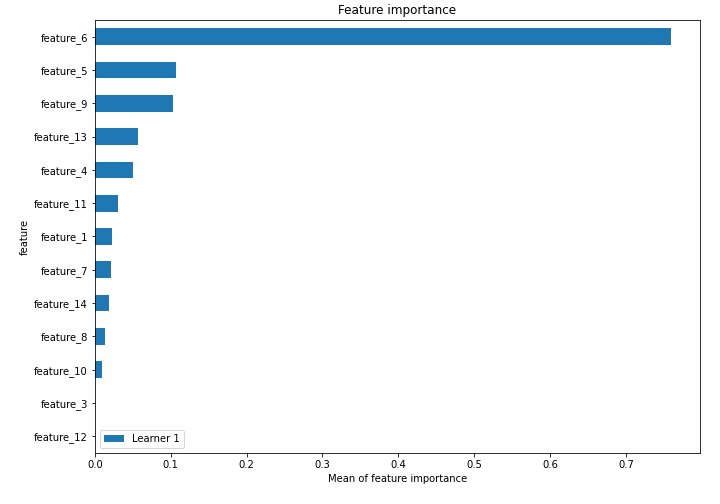 Feature importance
feature_6
feature_5
feature_9
feature_13
feature_4
feature_11
feature_1
feature_7
feature_14
feature_8
feature_10
feature_3
feature_12
feature
Learner 1
0.0 0.1 0.2 0.3 0.4 0.5 0.6 0.7
Mean of feature importance